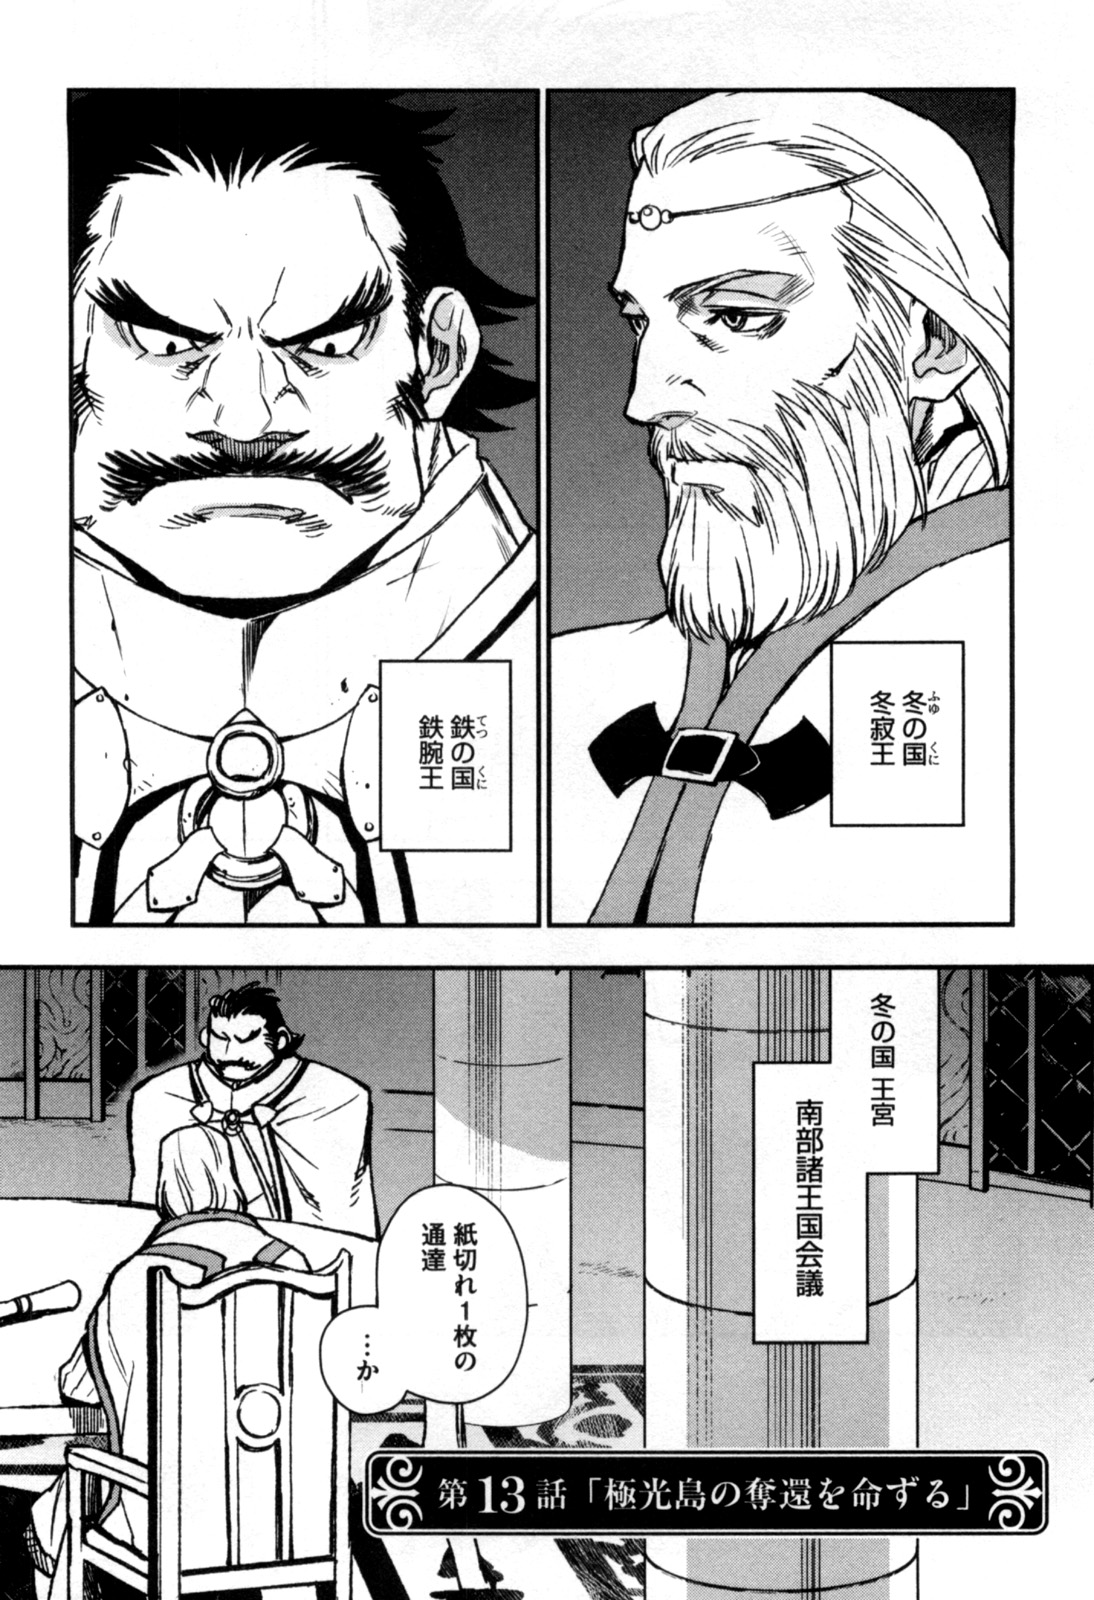 冬の国
冬寂王
鉄の国
鉄腕王
冬の国 王宮
南部諸王国会議
紙切れ1枚の
通達
…か
第13話「極光島の奪還を命ずる」